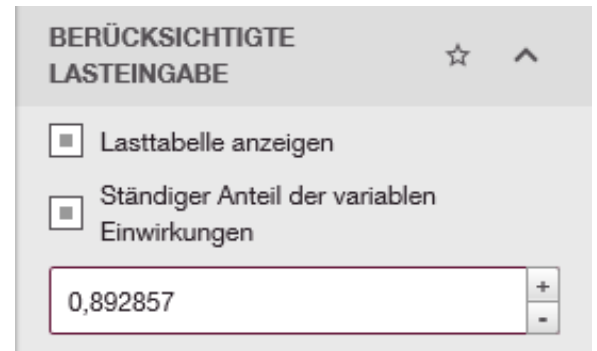 BERÜCKSICHTIGTE
LASTEINGABE
Lasttabelle anzeigen
Ständiger Anteil der variablen
Einwirkungen
0,892857
+
-